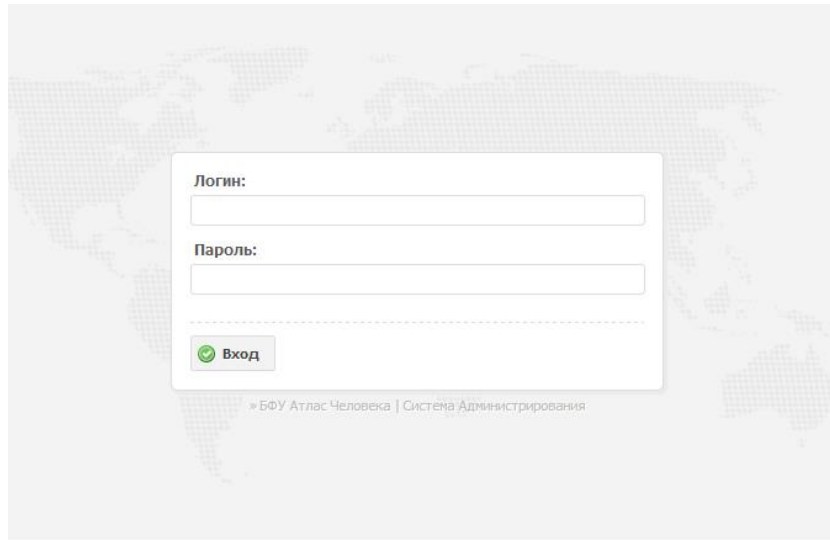 Логин:
Пароль:
Вход
» БФУ Атлас Человека | Система Администрирования